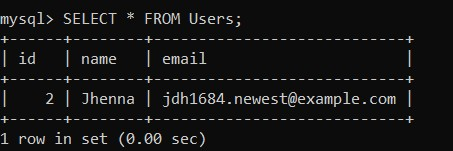 mysql> SELECT * FROM Users;
+------+--------+----------------------------+
| id   | name   | email                      |
+------+--------+----------------------------+
|    2 | Jhenna | jdh1684.newest@example.com |
+------+--------+----------------------------+
1 row in set (0.00 sec)